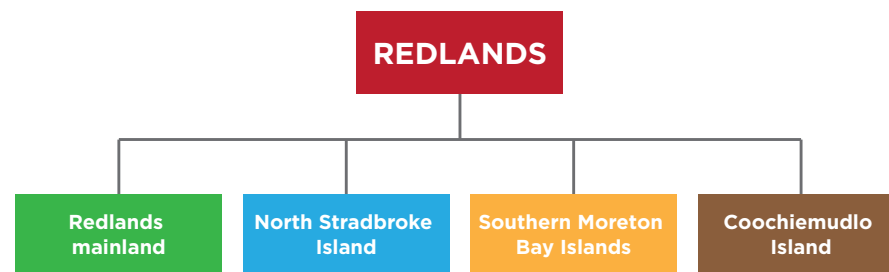 REDLANDS
Redlands
mainland
North Stradbroke
Island
Southern Moreton
Bay Islands
Coochiemudlo
Island